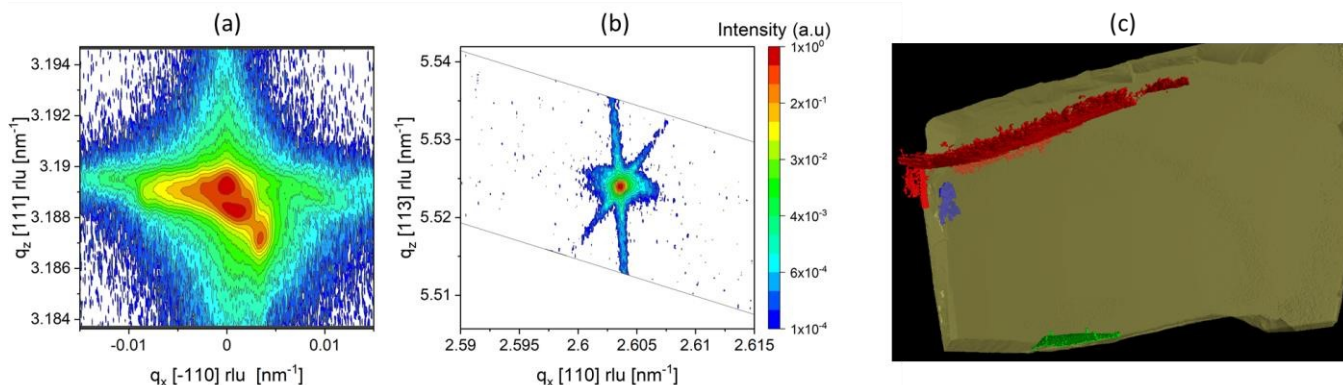 (a)
(b)
(c)
Intensity (a.u)
3.194
3.192
3.19
3.188
3.186
3.184
q_z [111] rlu [nm⁻¹]
-0.01
0
0.01
q_x [-110] rlu [nm⁻¹]
5.54
5.53
5.52
5.51
q_z [113] rlu [nm⁻¹]
2.59
2.595
2.6
2.605
2.61
2.615
q_x [110] rlu [nm⁻¹]
1x10⁰
2x10⁻¹
3x10⁻²
4x10⁻³
6x10⁻⁴
1x10⁻⁴